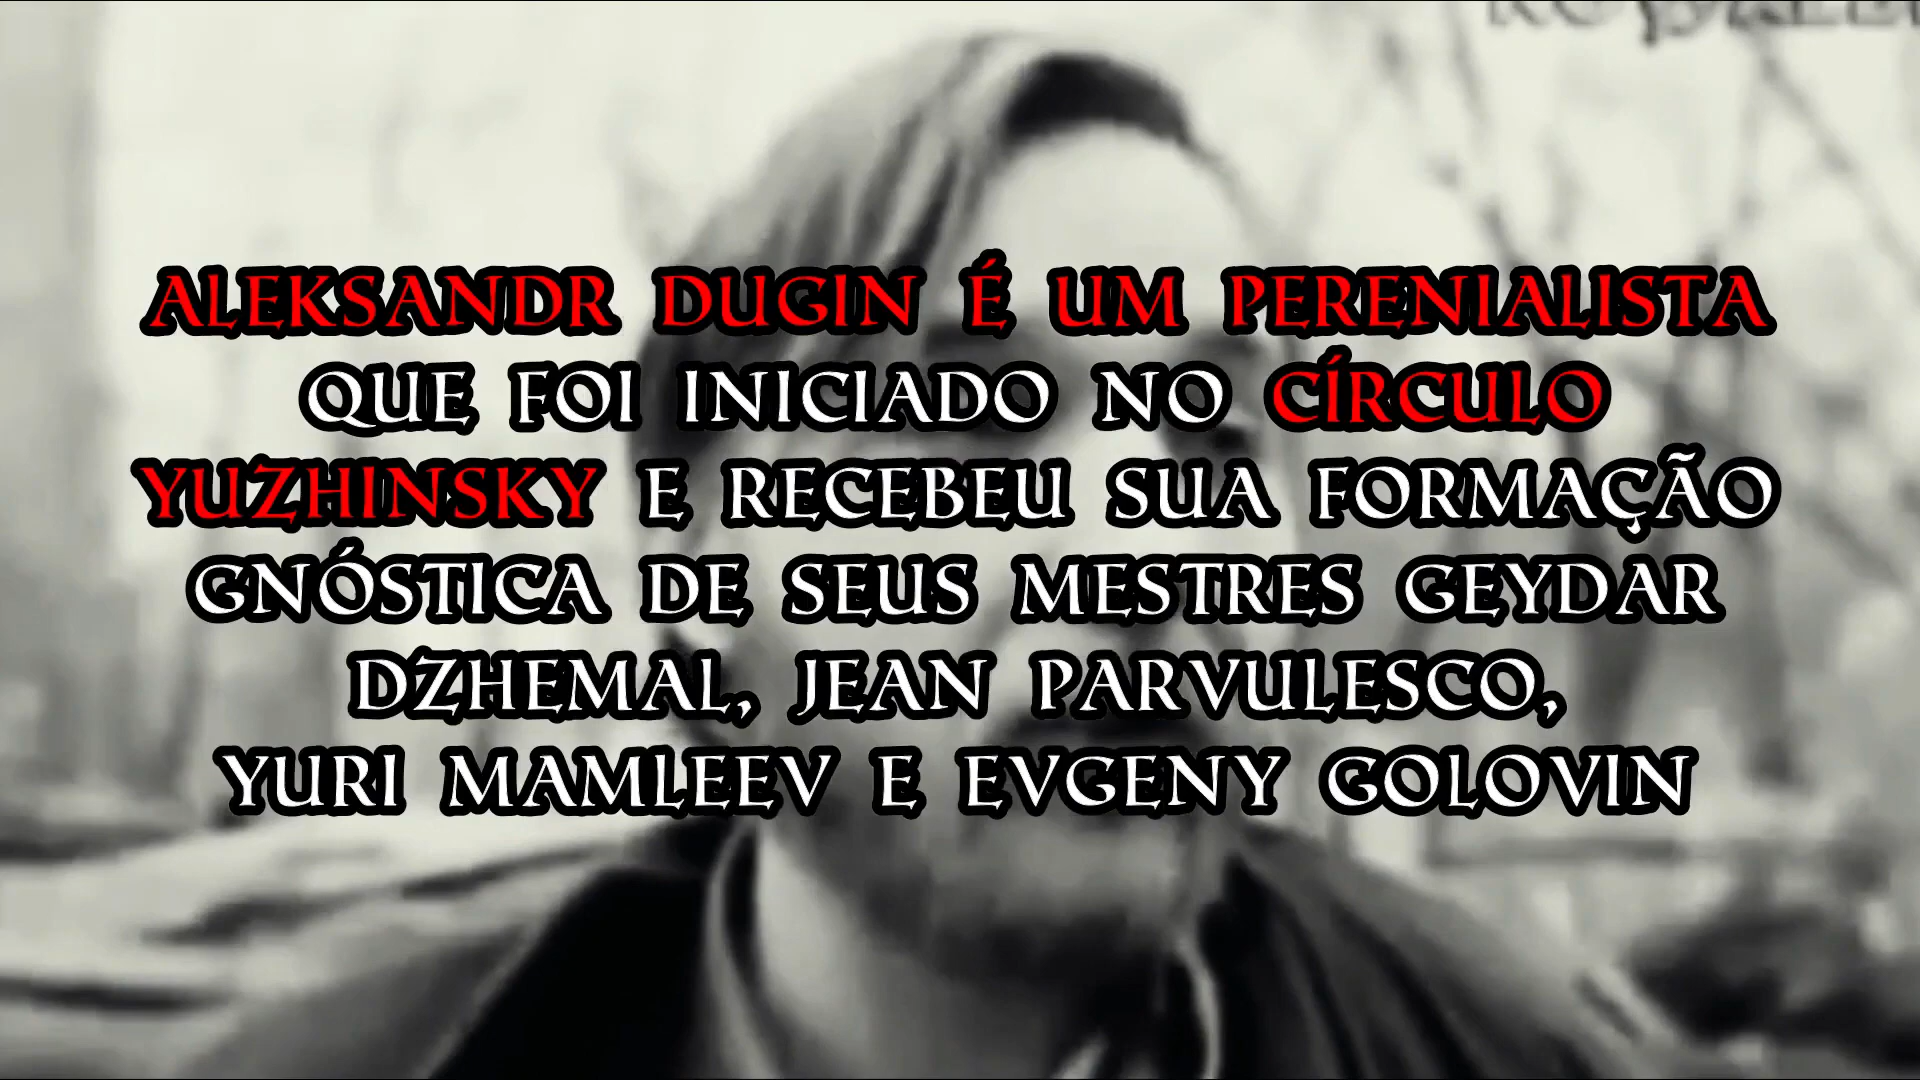 ALEKSANDR DUGIN É UM PERENIALISTA
QUE FOI INICIADO NO CÍRCULO
YUZHINSKY E RECEBEU SUA FORMAÇÃO
GNÓSTICA DE SEUS MESTRES GEYDAR
DZHEMAL, JEAN PARVULESCO,
YURI MAMLEEV E EVGENY GOLOVIN